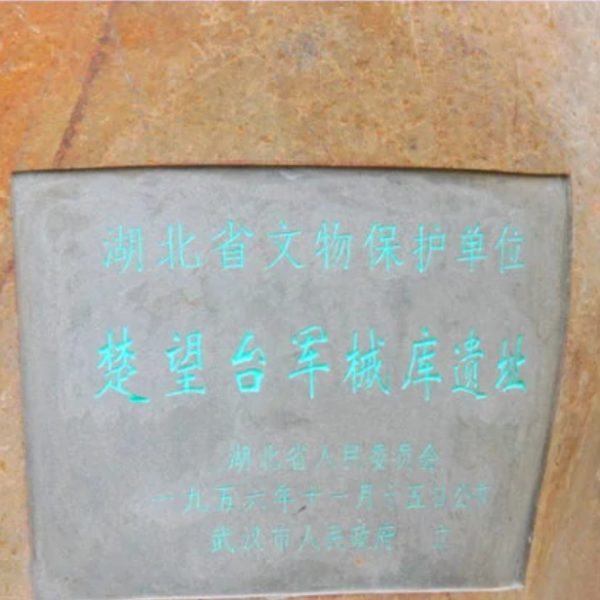 湖北省文物保护单位
楚望台军械库遗址
湖北省人民委员会
一九五六年十一月十五日公布
武汉市人民政府 立